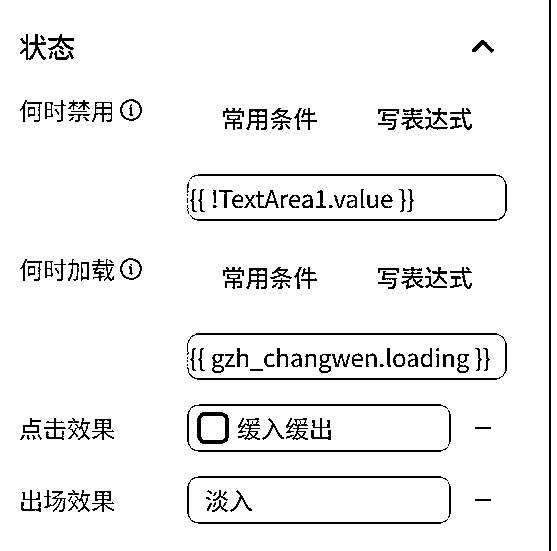 状态
何时禁用 常用条件 写表达式
{{ !TextArea1.value }}
何时加载 常用条件 写表达式
{{ gzh_changwen.loading }}
点击效果 缓入缓出
出场效果 淡入